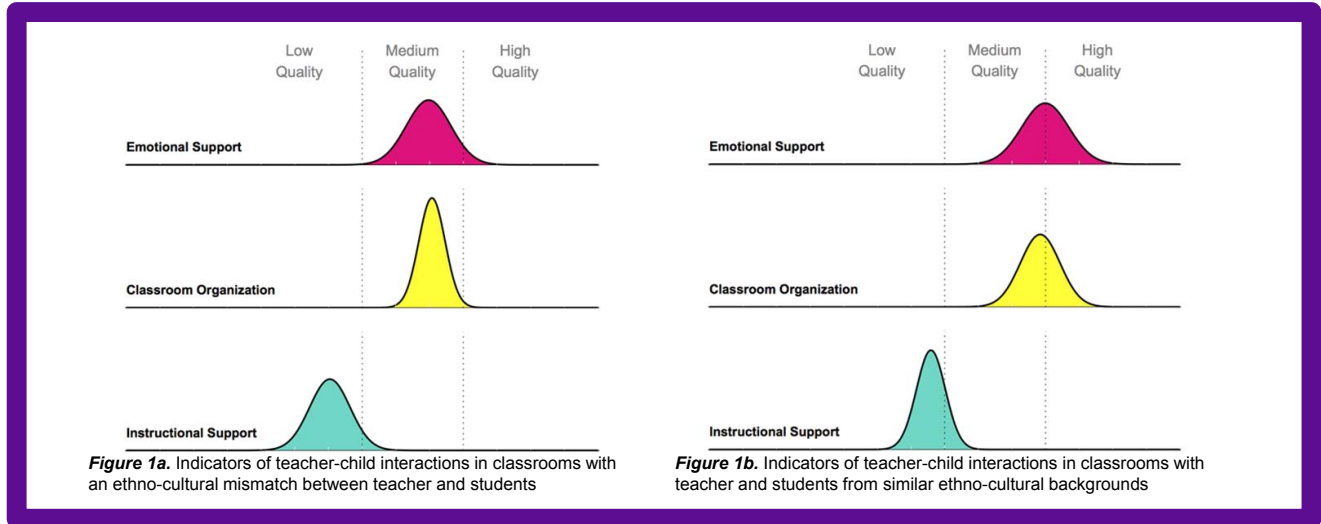 Low Quality
Medium Quality
High Quality
Emotional Support
Classroom Organization
Instructional Support
Figure 1a. Indicators of teacher-child interactions in classrooms with
an ethno-cultural mismatch between teacher and students
Low Quality
Medium Quality
High Quality
Emotional Support
Classroom Organization
Instructional Support
Figure 1b. Indicators of teacher-child interactions in classrooms with
teacher and students from similar ethno-cultural backgrounds